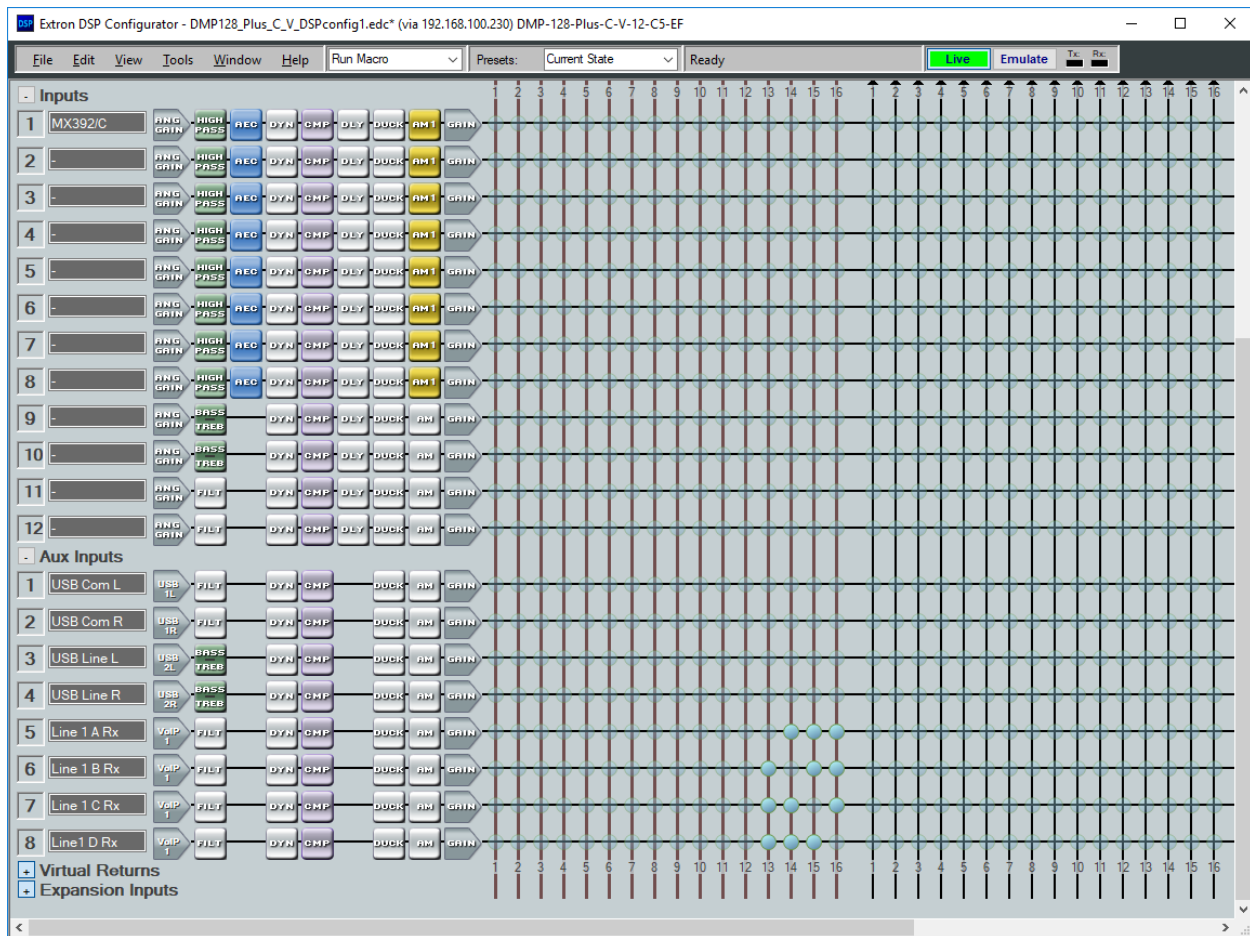 DSP Extron DSP Configurator - DMP128_Plus_C_V_DSPconfig1.edc* (via 192.168.100.230) DMP-128-Plus-C-V-12-C5-EF
File Edit View Tools Window Help Run Macro Presets: Current State Ready Live Emulate Tx: Rx:
- Inputs 1 2 3 4 5 6 7 8 9 10 11 12 13 14 15 16 1 2 3 4 5 6 7 8 9 10 11 12 13 14 15 16
1 MX392/C ANG GAIN HIGH PASS AEC DYN CMP DLY DUCK AM 1 GAIN
2 - ANG GAIN HIGH PASS AEC DYN CMP DLY DUCK AM 1 GAIN
3 - ANG GAIN HIGH PASS AEC DYN CMP DLY DUCK AM 1 GAIN
4 - ANG GAIN HIGH PASS AEC DYN CMP DLY DUCK AM 1 GAIN
5 - ANG GAIN HIGH PASS AEC DYN CMP DLY DUCK AM 1 GAIN
6 - ANG GAIN HIGH PASS AEC DYN CMP DLY DUCK AM 1 GAIN
7 - ANG GAIN HIGH PASS AEC DYN CMP DLY DUCK AM 1 GAIN
8 - ANG GAIN HIGH PASS AEC DYN CMP DLY DUCK AM 1 GAIN
9 - ANG GAIN BASS TREB DYN CMP DLY DUCK AM GAIN
10 - ANG GAIN BASS TREB DYN CMP DLY DUCK AM GAIN
11 - ANG GAIN FILT DYN CMP DLY DUCK AM GAIN
12 - ANG GAIN FILT DYN CMP DLY DUCK AM GAIN
- Aux Inputs
1 USB Com L USB 1L FILT DYN CMP DUCK AM GAIN
2 USB Com R USB 1R FILT DYN CMP DUCK AM GAIN
3 USB Line L USB 2L BASS TREB DYN CMP DUCK AM GAIN
4 USB Line R USB 2R BASS TREB DYN CMP DUCK AM GAIN
5 Line 1 A Rx VoIP 1 FILT DYN CMP DUCK AM GAIN
6 Line 1 B Rx VoIP 1 FILT DYN CMP DUCK AM GAIN
7 Line 1 C Rx VoIP 1 FILT DYN CMP DUCK AM GAIN
8 Line1 D Rx VoIP 1 FILT DYN CMP DUCK AM GAIN
+ Virtual Returns 1 2 3 4 5 6 7 8 9 10 11 12 13 14 15 16 1 2 3 4 5 6 7 8 9 10 11 12 13 14 15 16
+ Expansion Inputs